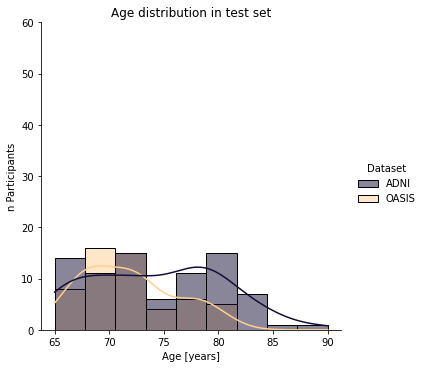 Age distribution in test set
60
50
40
30
20
10
0
n Participants
65
70
75
80
85
90
Age [years]
Dataset
ADNI
OASIS